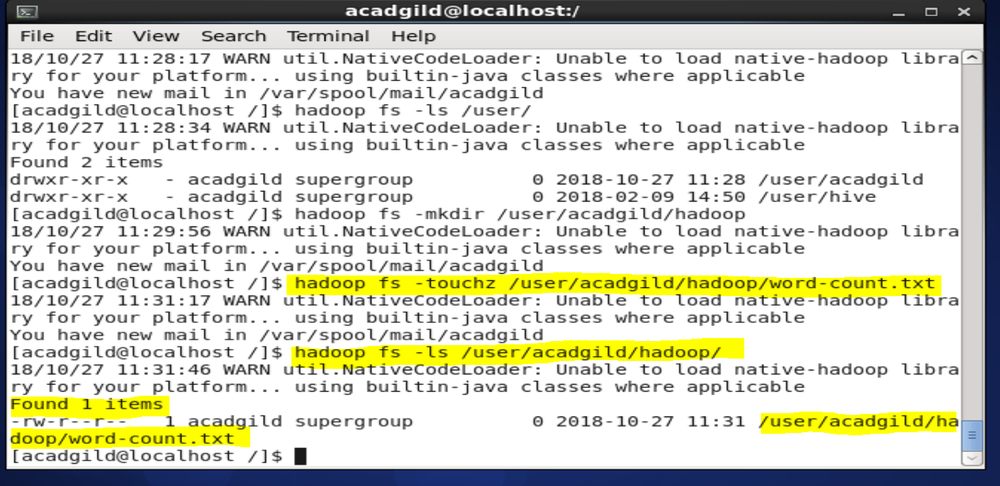 acadgild@localhost:/
File Edit View Search Terminal Help
18/10/27 11:28:17 WARN util.NativeCodeLoader: Unable to load native-hadoop libra
ry for your platform... using builtin-java classes where applicable
You have new mail in /var/spool/mail/acadgild
[acadgild@localhost /]$ hadoop fs -ls /user/
18/10/27 11:28:34 WARN util.NativeCodeLoader: Unable to load native-hadoop libra
ry for your platform... using builtin-java classes where applicable
Found 2 items
drwxr-xr-x   - acadgild supergroup          0 2018-10-27 11:28 /user/acadgild
drwxr-xr-x   - acadgild supergroup          0 2018-02-09 14:50 /user/hive
[acadgild@localhost /]$ hadoop fs -mkdir /user/acadgild/hadoop
18/10/27 11:29:56 WARN util.NativeCodeLoader: Unable to load native-hadoop libra
ry for your platform... using builtin-java classes where applicable
You have new mail in /var/spool/mail/acadgild
[acadgild@localhost /]$ hadoop fs -touchz /user/acadgild/hadoop/word-count.txt
18/10/27 11:31:17 WARN util.NativeCodeLoader: Unable to load native-hadoop libra
ry for your platform... using builtin-java classes where applicable
You have new mail in /var/spool/mail/acadgild
[acadgild@localhost /]$ hadoop fs -ls /user/acadgild/hadoop/
18/10/27 11:31:46 WARN util.NativeCodeLoader: Unable to load native-hadoop libra
ry for your platform... using builtin-java classes where applicable
Found 1 items
-rw-r--r--   1 acadgild supergroup          0 2018-10-27 11:31 /user/acadgild/ha
doop/word-count.txt
[acadgild@localhost /]$